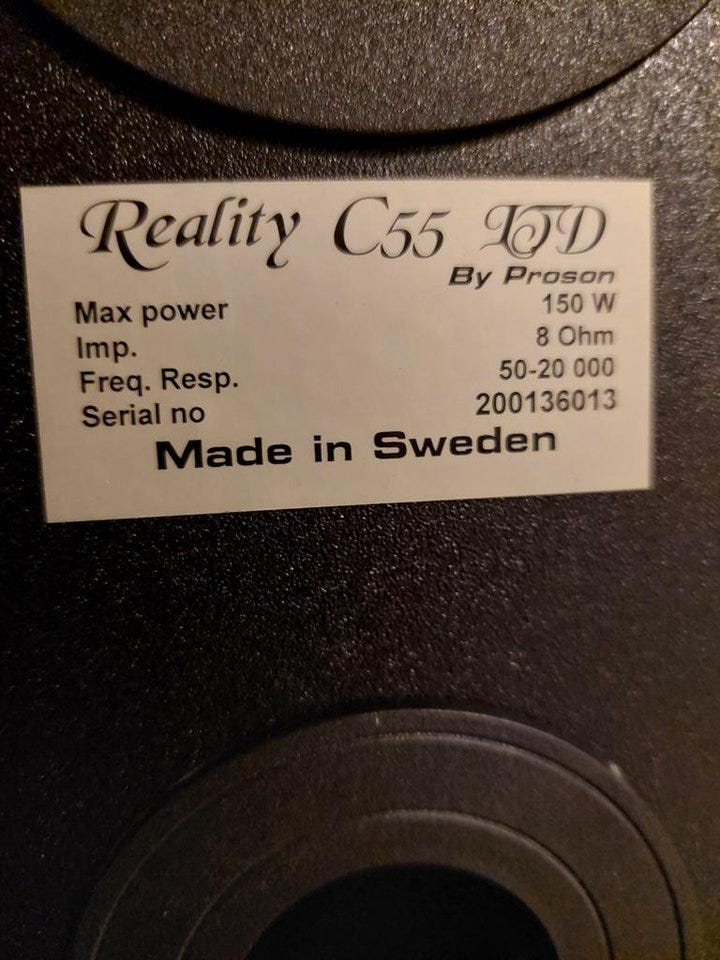 Reality C55 LTD
By Proson
Max power 150 W
Imp. 8 Ohm
Freq. Resp. 50-20 000
Serial no 200136013
Made in Sweden